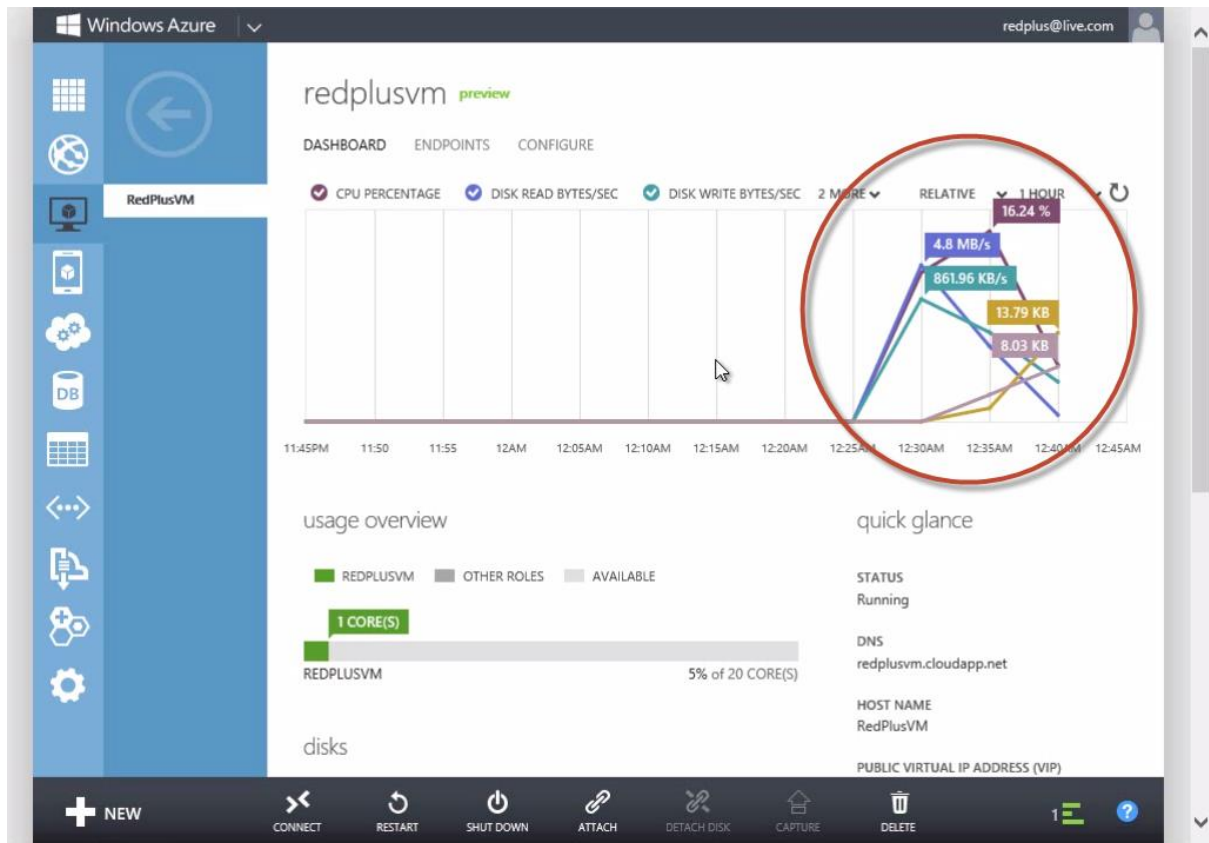 Windows Azure
redplus@live.com
redplusvm preview
DASHBOARD ENDPOINTS CONFIGURE
RedPlusVM
CPU PERCENTAGE DISK READ BYTES/SEC DISK WRITE BYTES/SEC 2 MORE RELATIVE 1 HOUR
16.24 %
4.8 MB/s
861.96 KB/s
13.79 KB
8.03 KB
11:45PM 11:50 11:55 12AM 12:05AM 12:10AM 12:15AM 12:20AM 12:25AM 12:30AM 12:35AM 12:40AM 12:45AM
usage overview
REDPLUSVM OTHER ROLES AVAILABLE
1 CORE(S)
REDPLUSVM 5% of 20 CORE(S)
disks
quick glance
STATUS
Running
DNS
redplusvm.cloudapp.net
HOST NAME
RedPlusVM
PUBLIC VIRTUAL IP ADDRESS (VIP)
DB
NEW CONNECT RESTART SHUT DOWN ATTACH DETACH DISK CAPTURE DELETE 1 ?